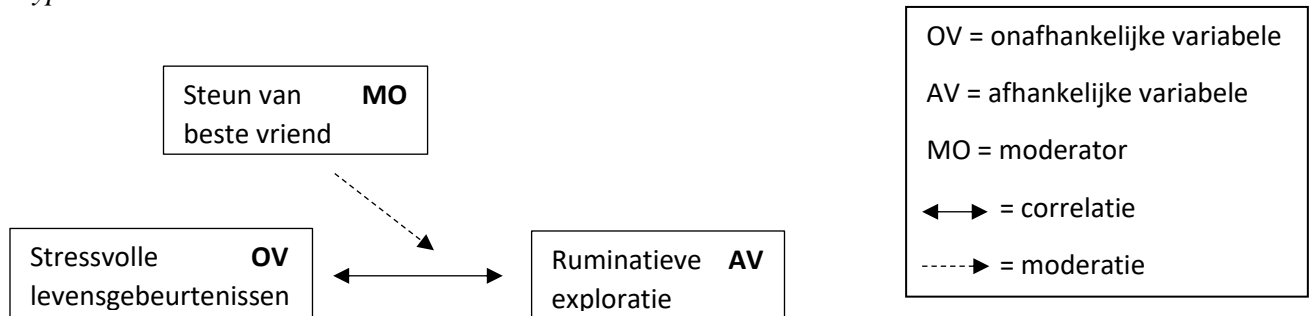 OV = onafhankelijke variabele
AV = afhankelijke variabele
MO = moderator
= correlatie
= moderatie
Steun van MO
beste vriend
Stressvolle OV
levensgebeurtenissen
Ruminatieve AV
exploratie